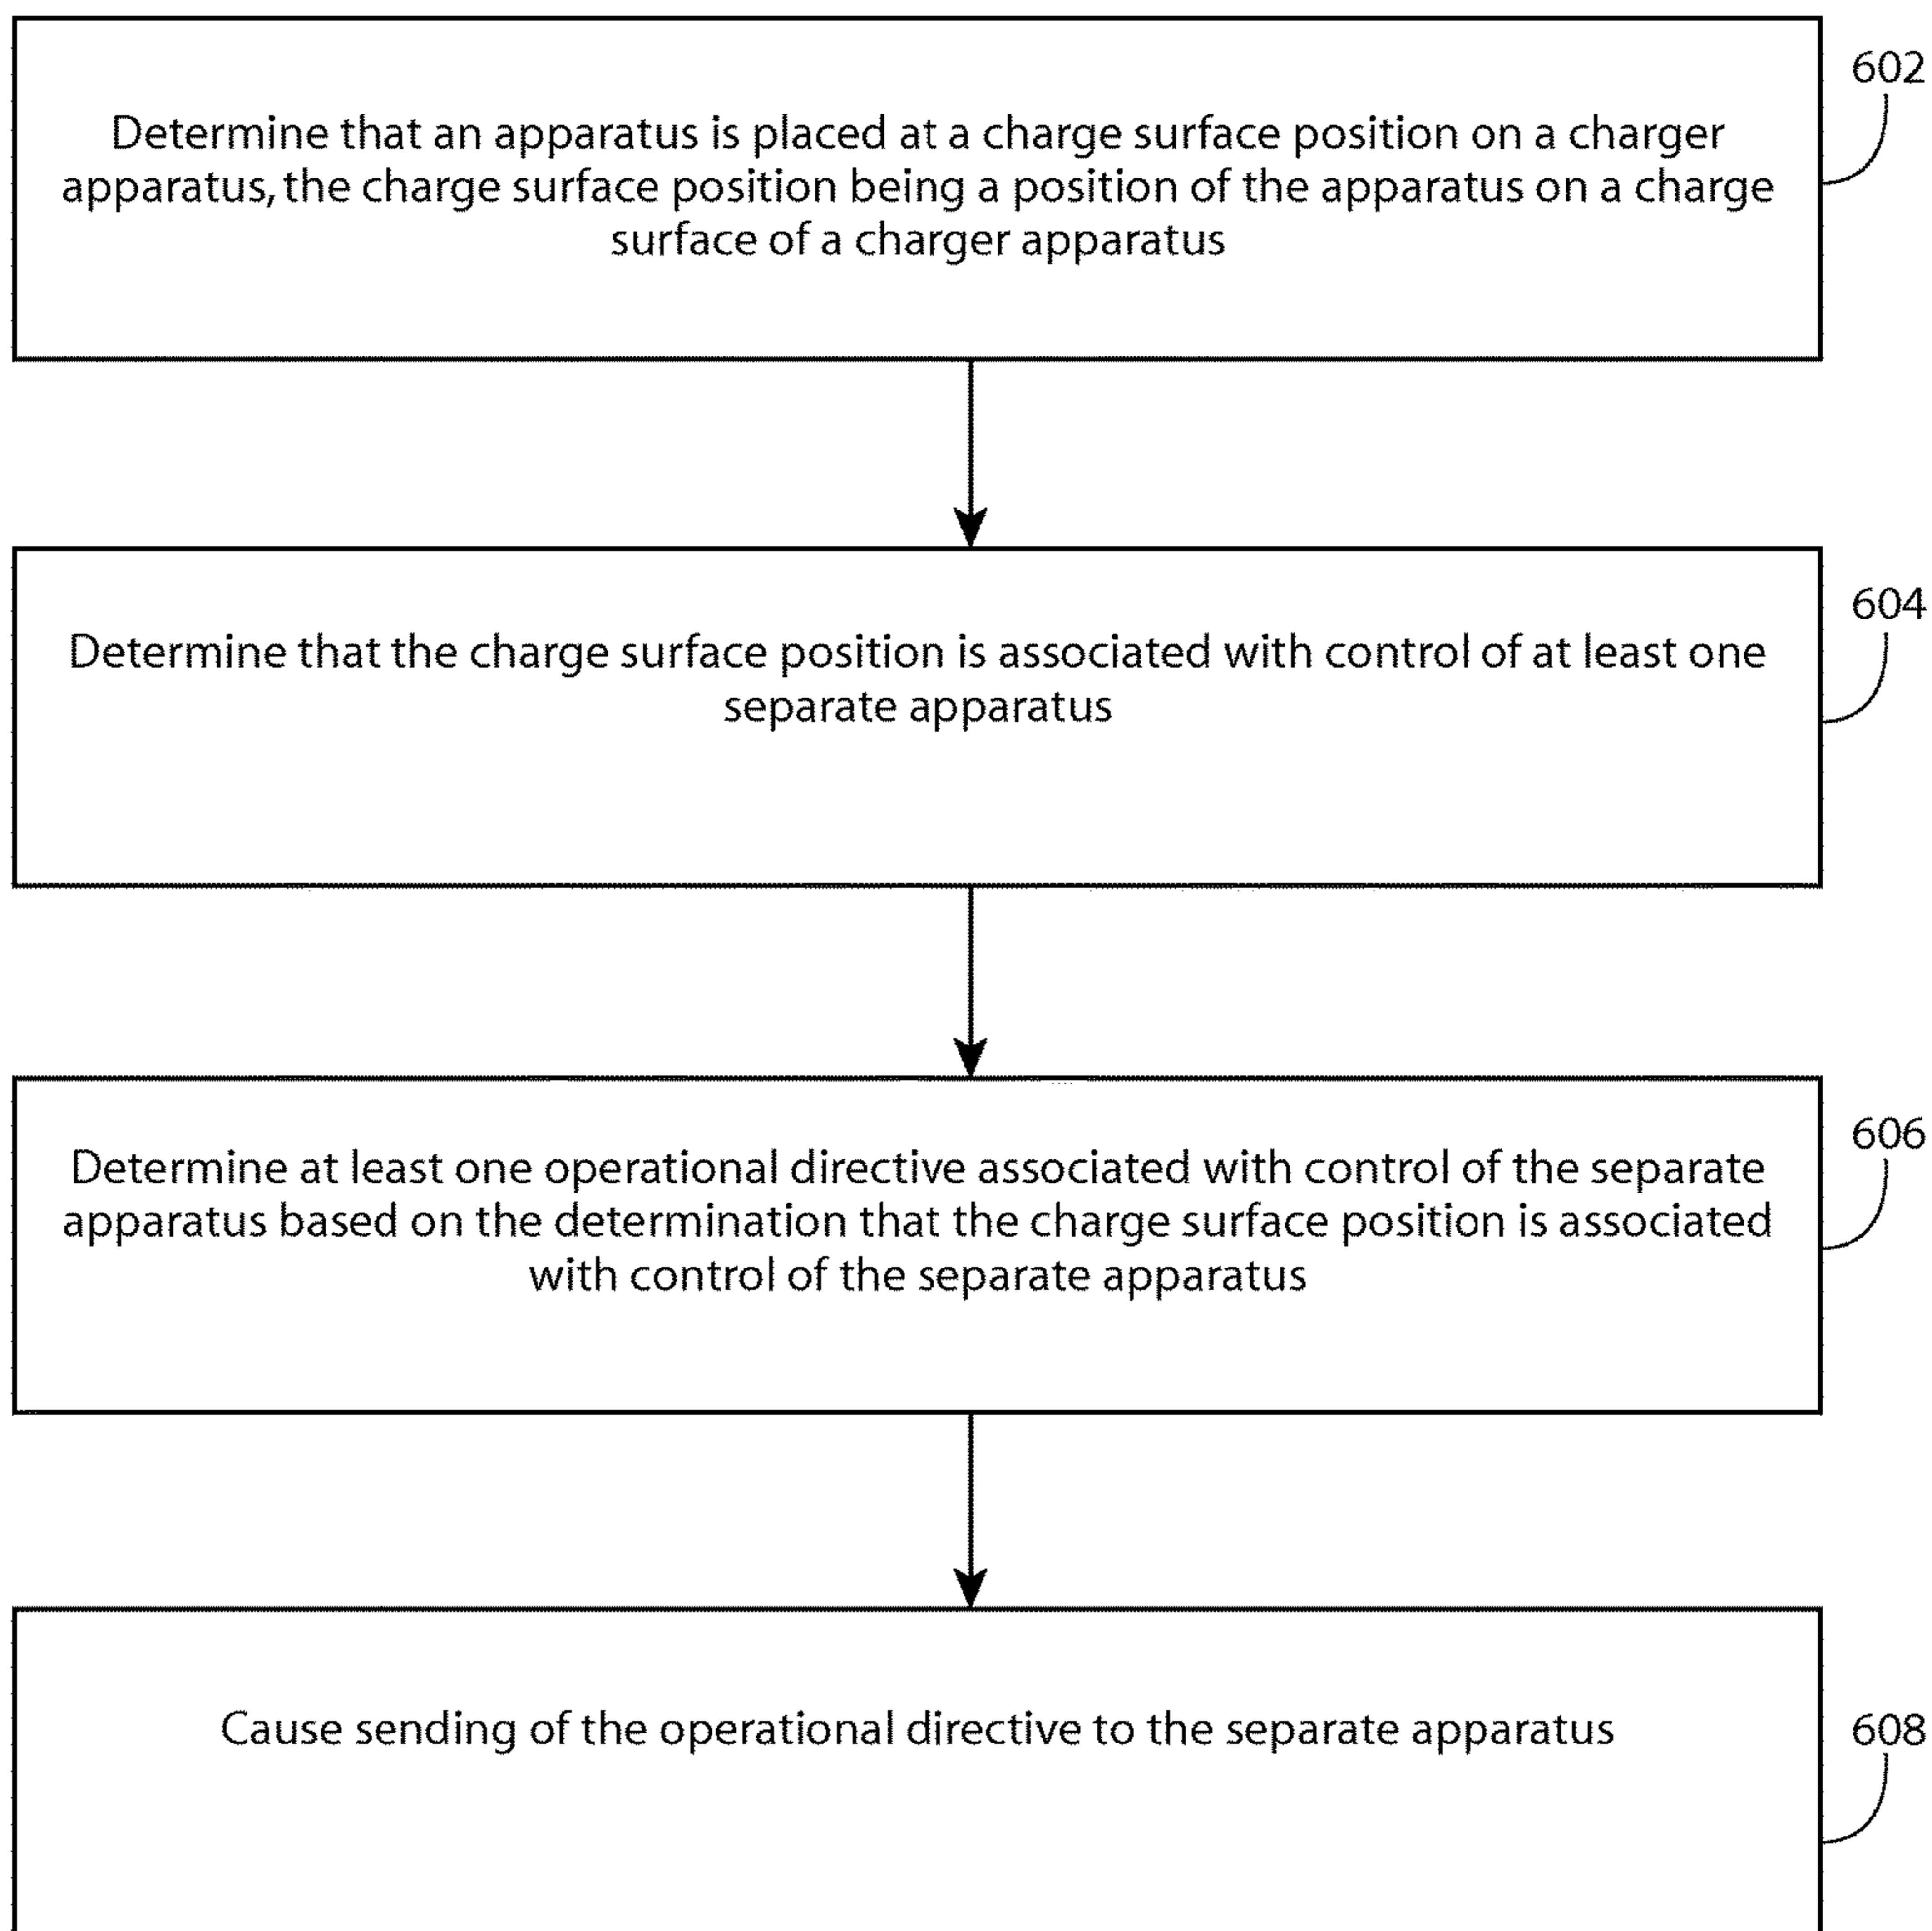 602
Determine that an apparatus is placed at a charge surface position on a charger
apparatus, the charge surface position being a position of the apparatus on a charge
surface of a charger apparatus
604
Determine that the charge surface position is associated with control of at least one
separate apparatus
606
Determine at least one operational directive associated with control of the separate
apparatus based on the determination that the charge surface position is associated
with control of the separate apparatus
608
Cause sending of the operational directive to the separate apparatus